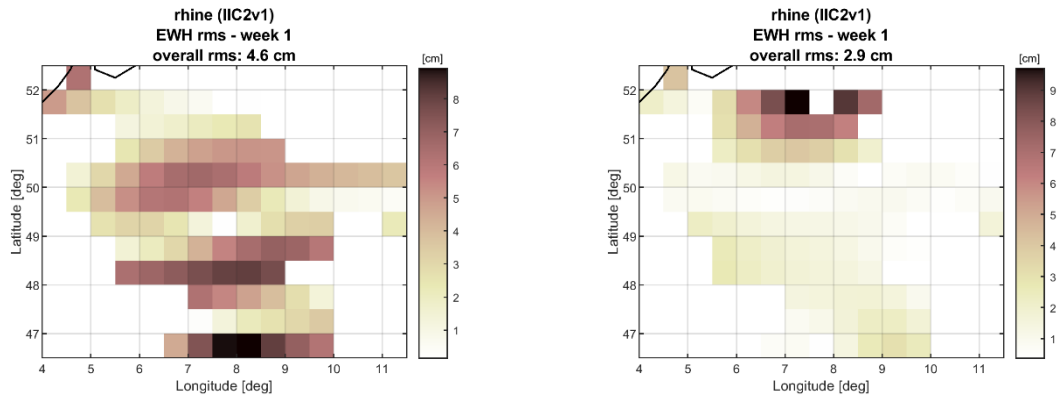 rhine (IIC2v1)
EWH rms - week 1
overall rms: 4.6 cm
[cm]
52
51
50
49
48
47
Latitude [deg]
4 5 6 7 8 9 10 11
Longitude [deg]
8
7
6
5
4
3
2
1
rhine (IIC2v1)
EWH rms - week 1
overall rms: 2.9 cm
[cm]
52
51
50
49
48
47
Latitude [deg]
4 5 6 7 8 9 10 11
Longitude [deg]
9
8
7
6
5
4
3
2
1